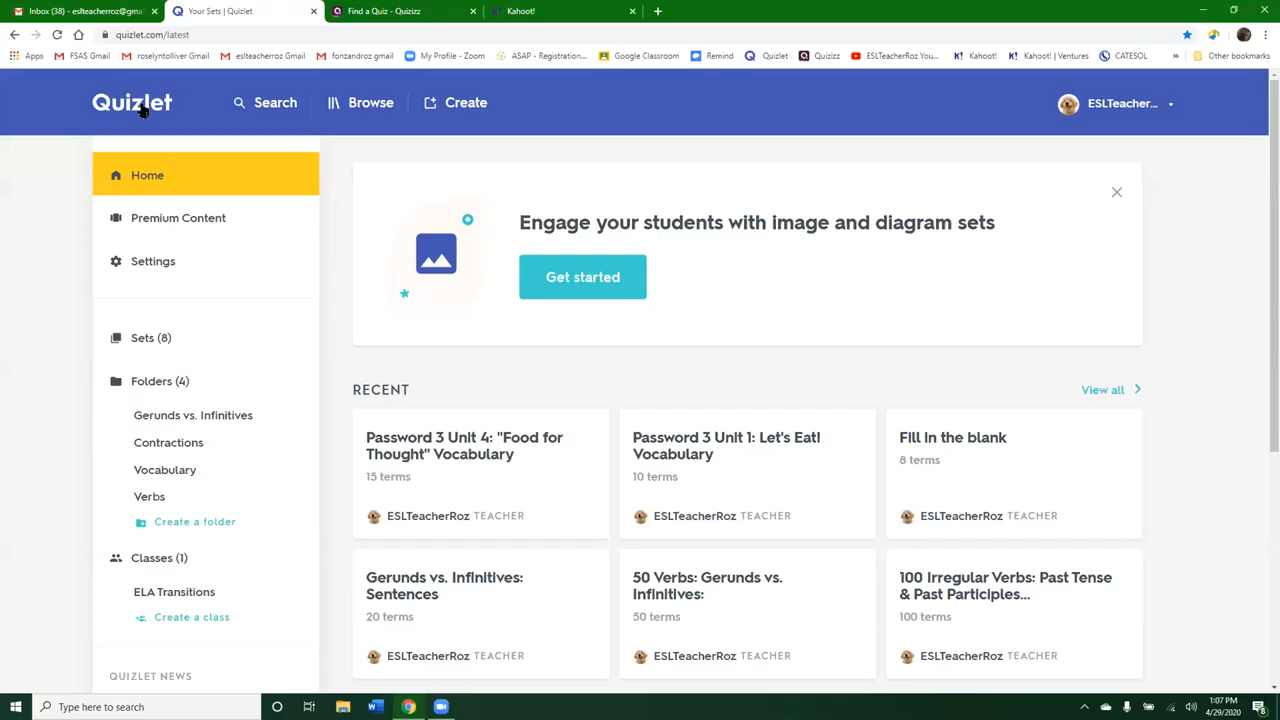 Inbox (38) - eslteacherroz@gmail
Your Sets | Quizlet
Find a Quiz - Quizizz
Kahoot!
quizlet.com/latest
Apps
FSAS Gmail
roselyntolliver Gmail
eslteacherroz Gmail
fonzandroz gmail
My Profile - Zoom
ASAP - Registration...
Google Classroom
Remind
Quizlet
Quizizz
ESLTeacherRoz You...
Kahoot!
Kahoot! | Ventures
CATESOL
»
Other bookmarks
Quizlet
Search
Browse
Create
ESLTeacher...
Home
Premium Content
Settings
Sets (8)
Folders (4)
Gerunds vs. Infinitives
Contractions
Vocabulary
Verbs
Create a folder
Classes (1)
ELA Transitions
Create a class
QUIZLET NEWS
Engage your students with image and diagram sets
Get started
RECENT
View all
Password 3 Unit 4: "Food for
Thought" Vocabulary
15 terms
ESLTeacherRoz TEACHER
Password 3 Unit 1: Let's Eat!
Vocabulary
10 terms
ESLTeacherRoz TEACHER
Fill in the blank
8 terms
ESLTeacherRoz TEACHER
Gerunds vs. Infinitives:
Sentences
20 terms
ESLTeacherRoz TEACHER
50 Verbs: Gerunds vs.
Infinitives:
50 terms
ESLTeacherRoz TEACHER
100 Irregular Verbs: Past Tense
& Past Participles...
100 terms
ESLTeacherRoz TEACHER
Type here to search
1:07 PM
4/29/2020